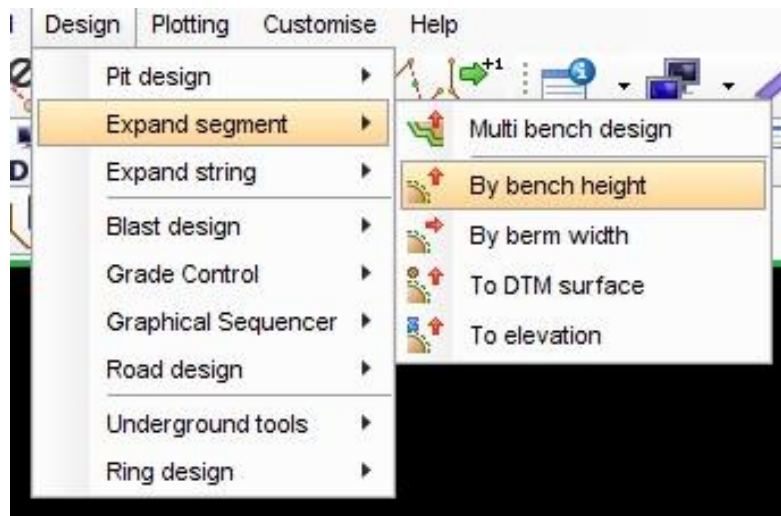 Design Plotting Customise Help
+1
Pit design
Expand segment
Expand string
Blast design
Grade Control
Graphical Sequencer
Road design
Underground tools
Ring design
Multi bench design
By bench height
By berm width
To DTM surface
To elevation
D